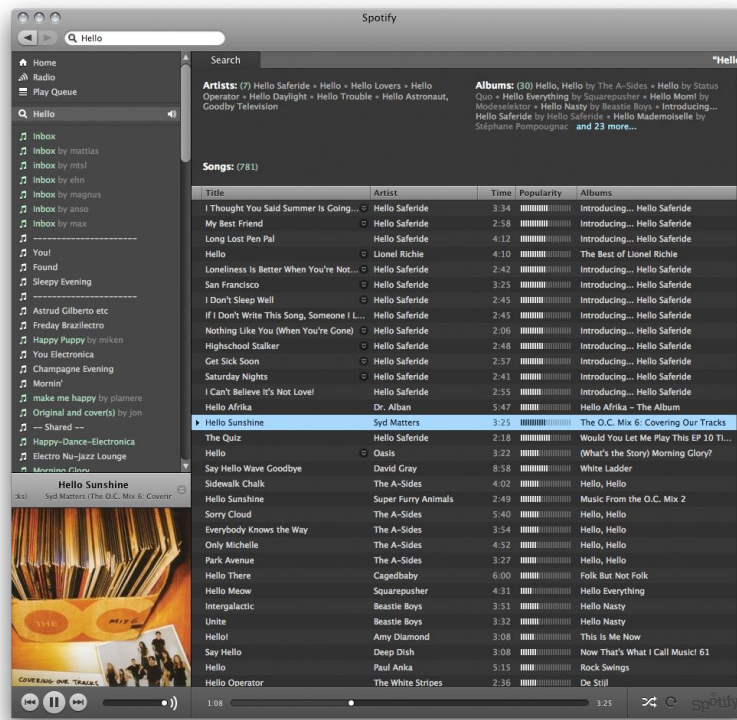 Spotify
Hello
Home
Radio
Play Queue
Hello
Inbox
Inbox by mattias
inbox by mtsl
Inbox by ehn
Inbox by magnus
Inbox by anso
Inbox by max
-----------------------
You!
Found
Sleepy Evening
-----------------------
Astrud Gilberto etc
Freday Brazilectro
Happy Puppy by miken
You Electronica
Champagne Evening
Mornin'
make me happy by plamere
Original and cover(s) by jon
-- Shared --
Happy-Dance-Electronica
Electro Nu-Jazz Lounge
Morning Glory
Hello Sunshine
cks) Syd Matters (The O.C. Mix 6: Coverin
THE MIX 6
COVERING OUR TRACKS
Search "Hello
Artists: (7) Hello Saferide • Hello • Hello Lovers • Hello
Operator • Hello Daylight • Hello Trouble • Hello Astronaut,
Goodby Television
Albums: (30) Hello, Hello by The A-Sides • Hello by Status
Quo • Hello Everything by Squarepusher • Hello Mom! by
Modeselektor • Hello Nasty by Beastie Boys • Introducing...
Hello Saferide by Hello Saferide • Hello Mademoiselle by
Stéphane Pompougnac and 23 more...
Songs: (781)
Title Artist Time Popularity Albums
I Thought You Said Summer Is Going... Hello Saferide 3:34 Introducing... Hello Saferide
My Best Friend Hello Saferide 2:58 Introducing... Hello Saferide
Long Lost Pen Pal Hello Saferide 4:12 Introducing... Hello Saferide
Hello Lionel Richie 4:10 The Best of Lionel Richie
Loneliness Is Better When You're Not... Hello Saferide 2:42 Introducing... Hello Saferide
San Francisco Hello Saferide 3:25 Introducing... Hello Saferide
I Don't Sleep Well Hello Saferide 2:45 Introducing... Hello Saferide
If I Don't Write This Song, Someone I L... Hello Saferide 2:45 Introducing... Hello Saferide
Nothing Like You (When You're Gone) Hello Saferide 2:06 Introducing... Hello Saferide
Highschool Stalker Hello Saferide 2:48 Introducing... Hello Saferide
Get Sick Soon Hello Saferide 2:57 Introducing... Hello Saferide
Saturday Nights Hello Saferide 2:41 Introducing... Hello Saferide
I Can't Believe It's Not Love! Hello Saferide 2:55 Introducing... Hello Saferide
Hello Afrika Dr. Alban 5:47 Hello Afrika – The Album
Hello Sunshine Syd Matters 3:25 The O.C. Mix 6: Covering Our Tracks
The Quiz Hello Saferide 2:18 Would You Let Me Play This EP 10 Ti...
Hello Oasis 3:22 (What's the Story) Morning Glory?
Say Hello Wave Goodbye David Gray 8:58 White Ladder
Sidewalk Chalk The A-Sides 4:02 Hello, Hello
Hello Sunshine Super Furry Animals 2:49 Music From the O.C. Mix 2
Sorry Cloud The A-Sides 5:40 Hello, Hello
Everybody Knows the Way The A-Sides 3:54 Hello, Hello
Only Michelle The A-Sides 4:52 Hello, Hello
Park Avenue The A-Sides 3:27 Hello, Hello
Hello There Cagedbaby 6:00 Folk But Not Folk
Hello Meow Squarepusher 4:31 Hello Everything
Intergalactic Beastie Boys 3:51 Hello Nasty
Unite Beastie Boys 3:32 Hello Nasty
Hello! Amy Diamond 3:08 This Is Me Now
Say Hello Deep Dish 3:08 Now That's What I Call Music! 61
Hello Paul Anka 5:15 Rock Swings
Hello Operator The White Stripes 2:36 De Stijl
1:08 3:25 Spotify